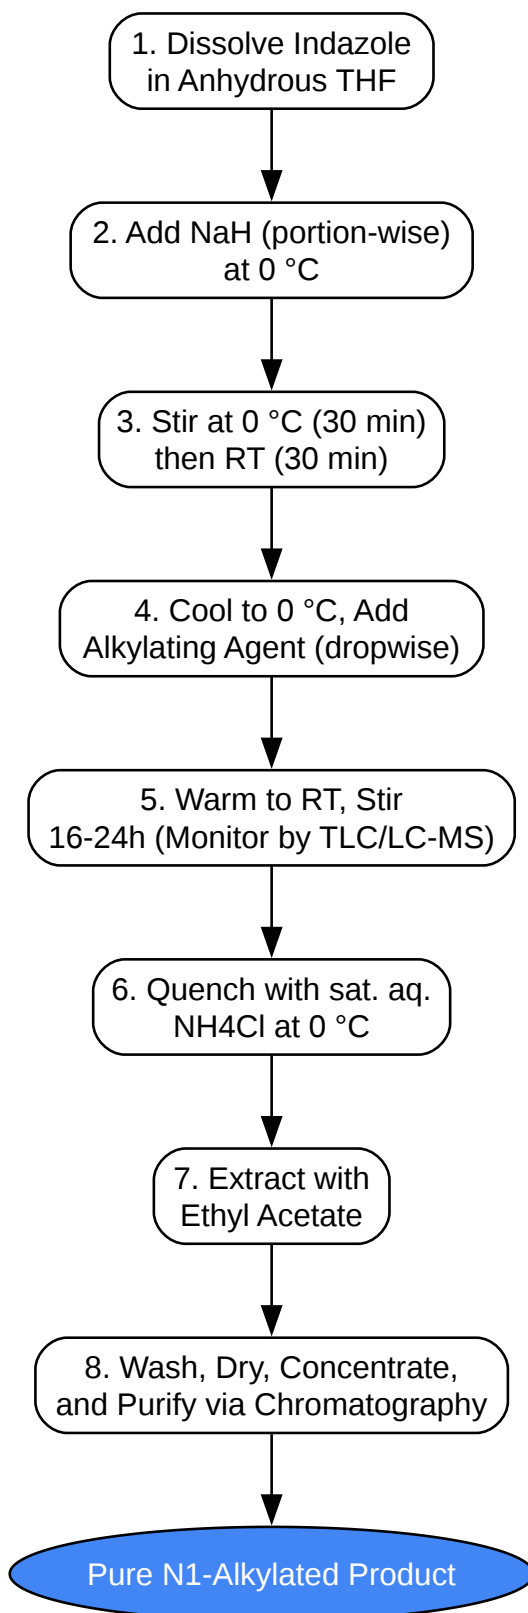 1. Dissolve Indazole
in Anhydrous THF
2. Add NaH (portion-wise)
at 0 °C
3. Stir at 0 °C (30 min)
then RT (30 min)
4. Cool to 0 °C, Add
Alkylating Agent (dropwise)
5. Warm to RT, Stir
16-24h (Monitor by TLC/LC-MS)
6. Quench with sat. aq.
NH4Cl at 0 °C
7. Extract with
Ethyl Acetate
8. Wash, Dry, Concentrate,
and Purify via Chromatography
Pure N1-Alkylated Product